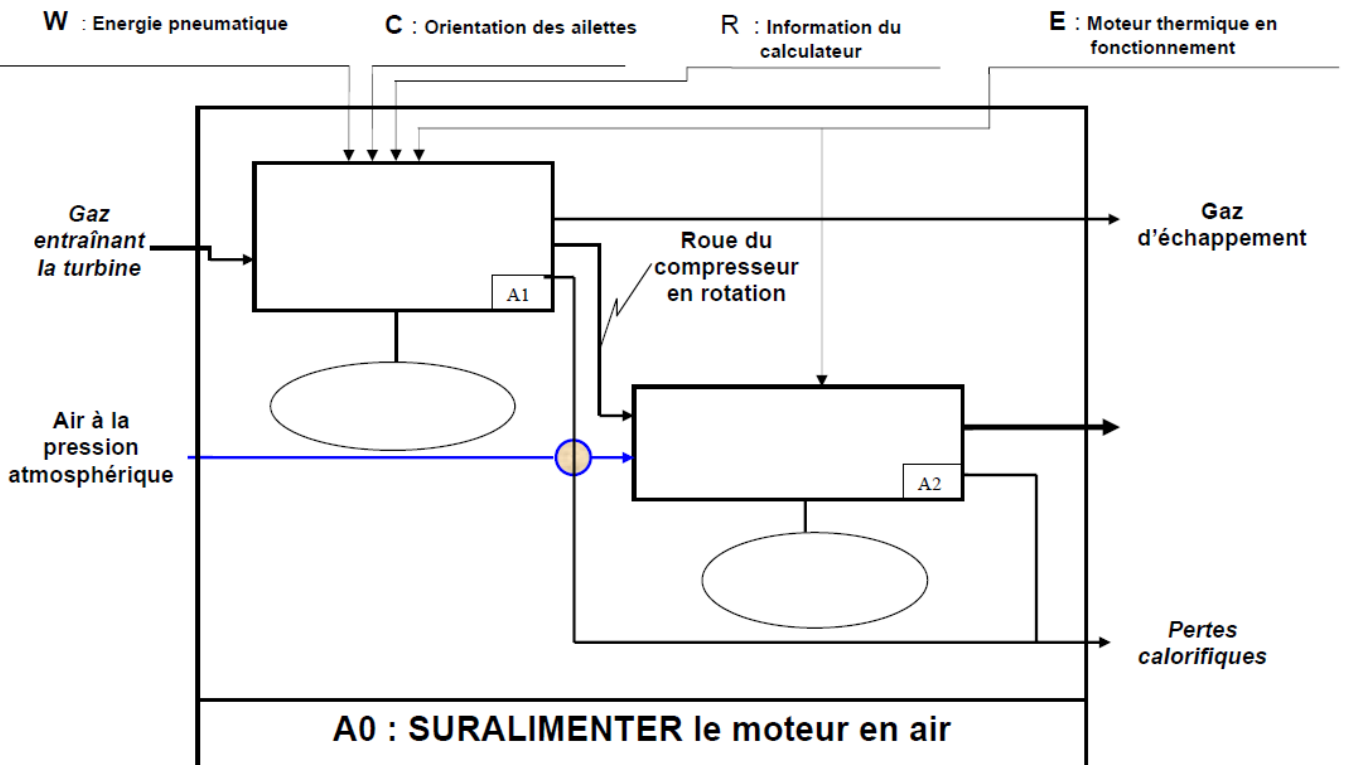 W : Energie pneumatique
C : Orientation des ailettes
R : Information du
calculateur
E : Moteur thermique en
fonctionnement
Gaz
entraînant
la turbine
A1
Roue du
compresseur
en rotation
Gaz
d'échappement
Air à la
pression
atmosphérique
A2
Pertes
calorifiques
A0 : SURALIMENTER le moteur en air